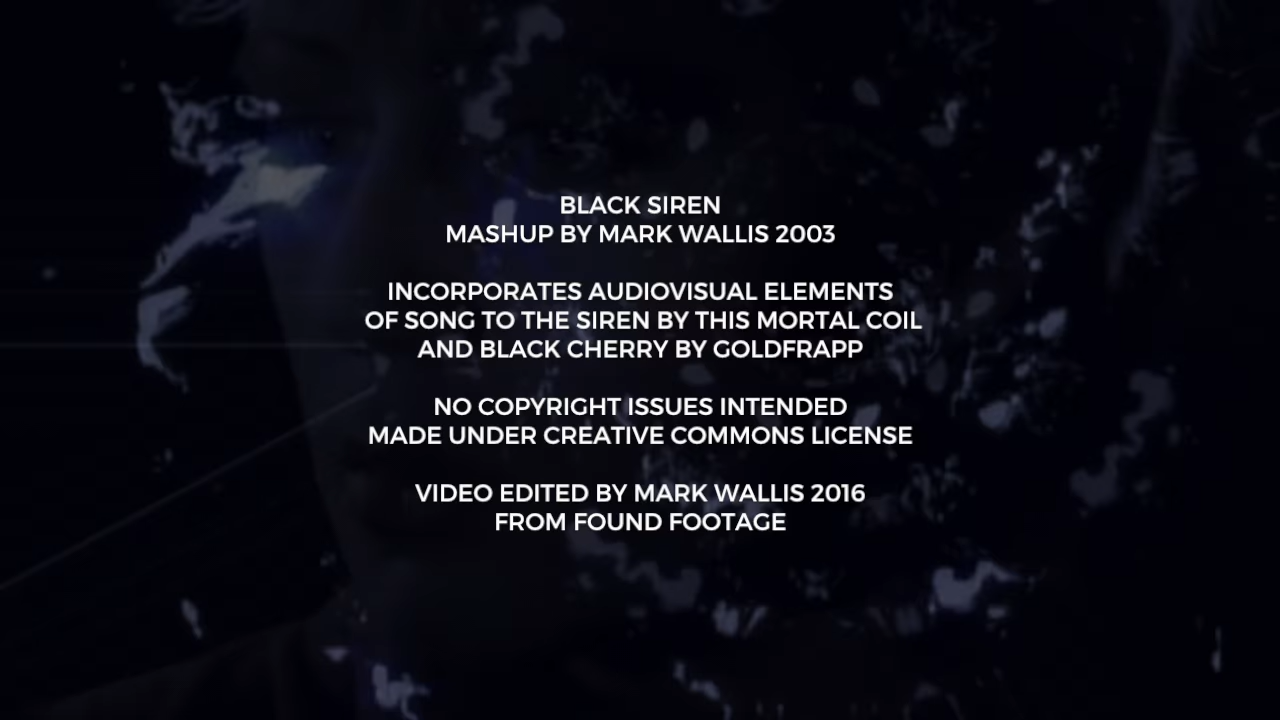 BLACK SIREN
MASHUP BY MARK WALLIS 2003
INCORPORATES AUDIOVISUAL ELEMENTS
OF SONG TO THE SIREN BY THIS MORTAL COIL
AND BLACK CHERRY BY GOLDFRAPP
NO COPYRIGHT ISSUES INTENDED
MADE UNDER CREATIVE COMMONS LICENSE
VIDEO EDITED BY MARK WALLIS 2016
FROM FOUND FOOTAGE